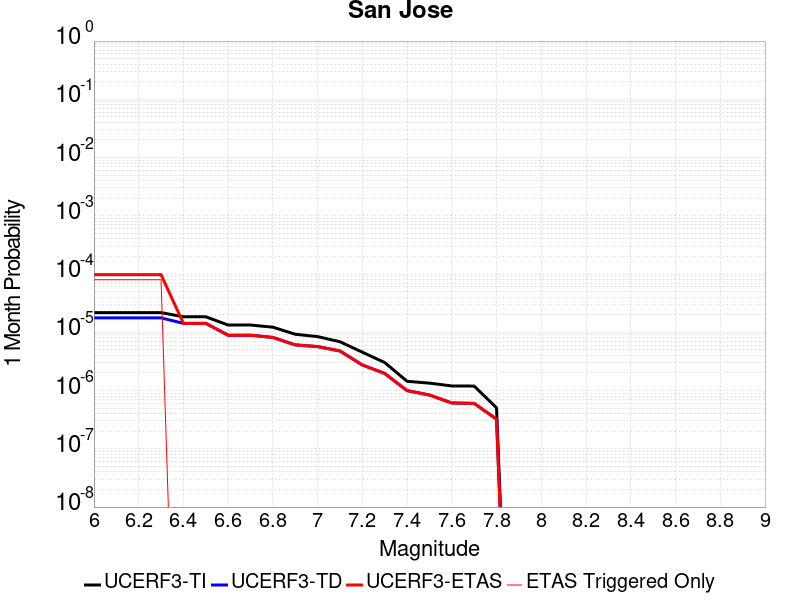 San Jose
10^0
10^-1
10^-2
10^-3
10^-4
10^-5
10^-6
10^-7
10^-8
1 Month Probability
6 6.2 6.4 6.6 6.8 7 7.2 7.4 7.6 7.8 8 8.2 8.4 8.6 8.8 9
Magnitude
UCERF3-TI UCERF3-TD UCERF3-ETAS ETAS Triggered Only